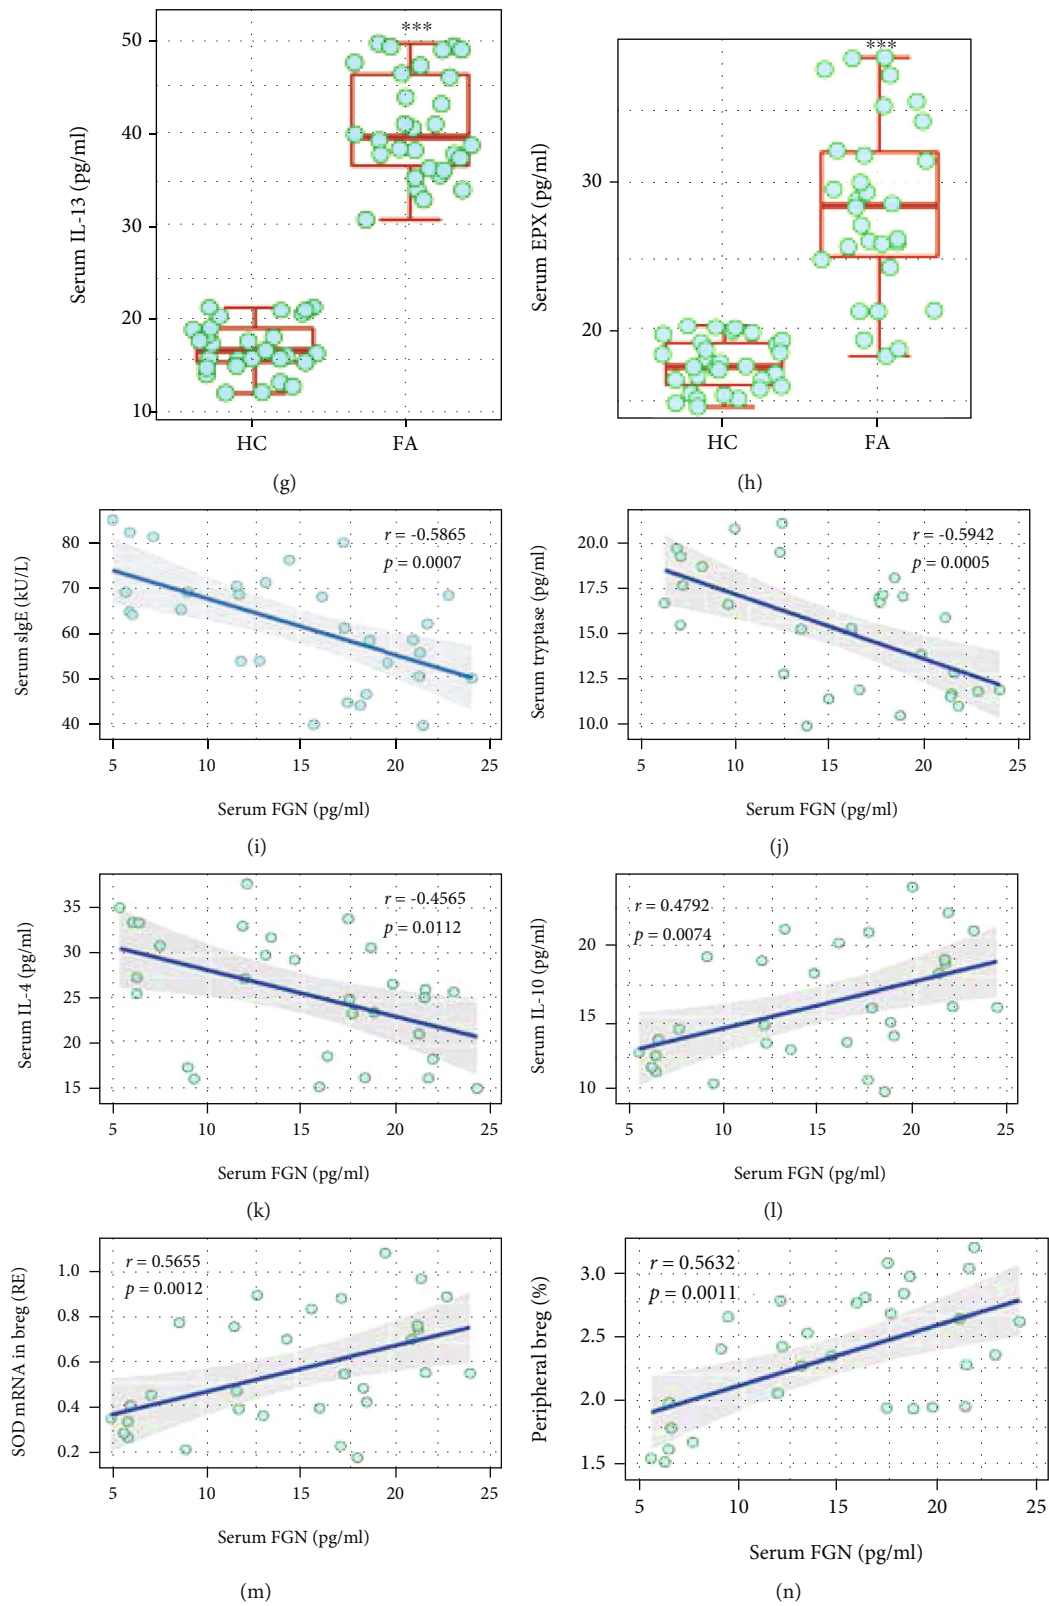 ***
50
40
30
20
10
Serum IL-13 (pg/ml)
HC FA
(g)
***
30
20
Serum EPX (pg/ml)
HC FA
(h)
r = -0.5865
p = 0.0007
80
70
60
50
40
Serum sIgE (kU/L)
5 10 15 20 25
Serum FGN (pg/ml)
(i)
r = -0.5942
p = 0.0005
20.0
17.5
15.0
12.5
10.0
Serum tryptase (pg/ml)
5 10 15 20 25
Serum FGN (pg/ml)
(j)
r = -0.4565
p = 0.0112
35
30
25
20
15
Serum IL-4 (pg/ml)
5 10 15 20 25
Serum FGN (pg/ml)
(k)
r = 0.4792
p = 0.0074
20
15
10
Serum IL-10 (pg/ml)
5 10 15 20 25
Serum FGN (pg/ml)
(l)
r = 0.5655
p = 0.0012
1.0
0.8
0.6
0.4
0.2
SOD mRNA in breg (RE)
5 10 15 20 25
Serum FGN (pg/ml)
(m)
r = 0.5632
p = 0.0011
3.0
2.5
2.0
1.5
Peripheral breg (%)
5 10 15 20 25
Serum FGN (pg/ml)
(n)